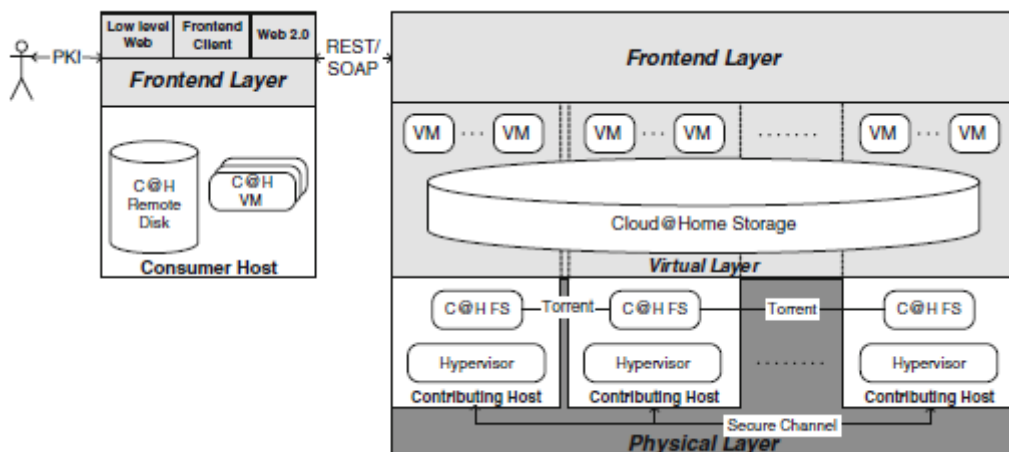 Low level
Web
Frontend
Client
Web 2.0
PKI
REST/
SOAP
Frontend Layer
Frontend Layer
VM ... VM
VM ... VM
.......
VM ... VM
C@H
Remote
Disk
C@H
VM
Cloud@Home Storage
Consumer Host
Virtual Layer
C@H FS
Torrent
C@H FS
Torrent
C@H FS
Hypervisor
Hypervisor
........
Hypervisor
Contributing Host
Contributing Host
Contributing Host
Secure Channel
Physical Layer